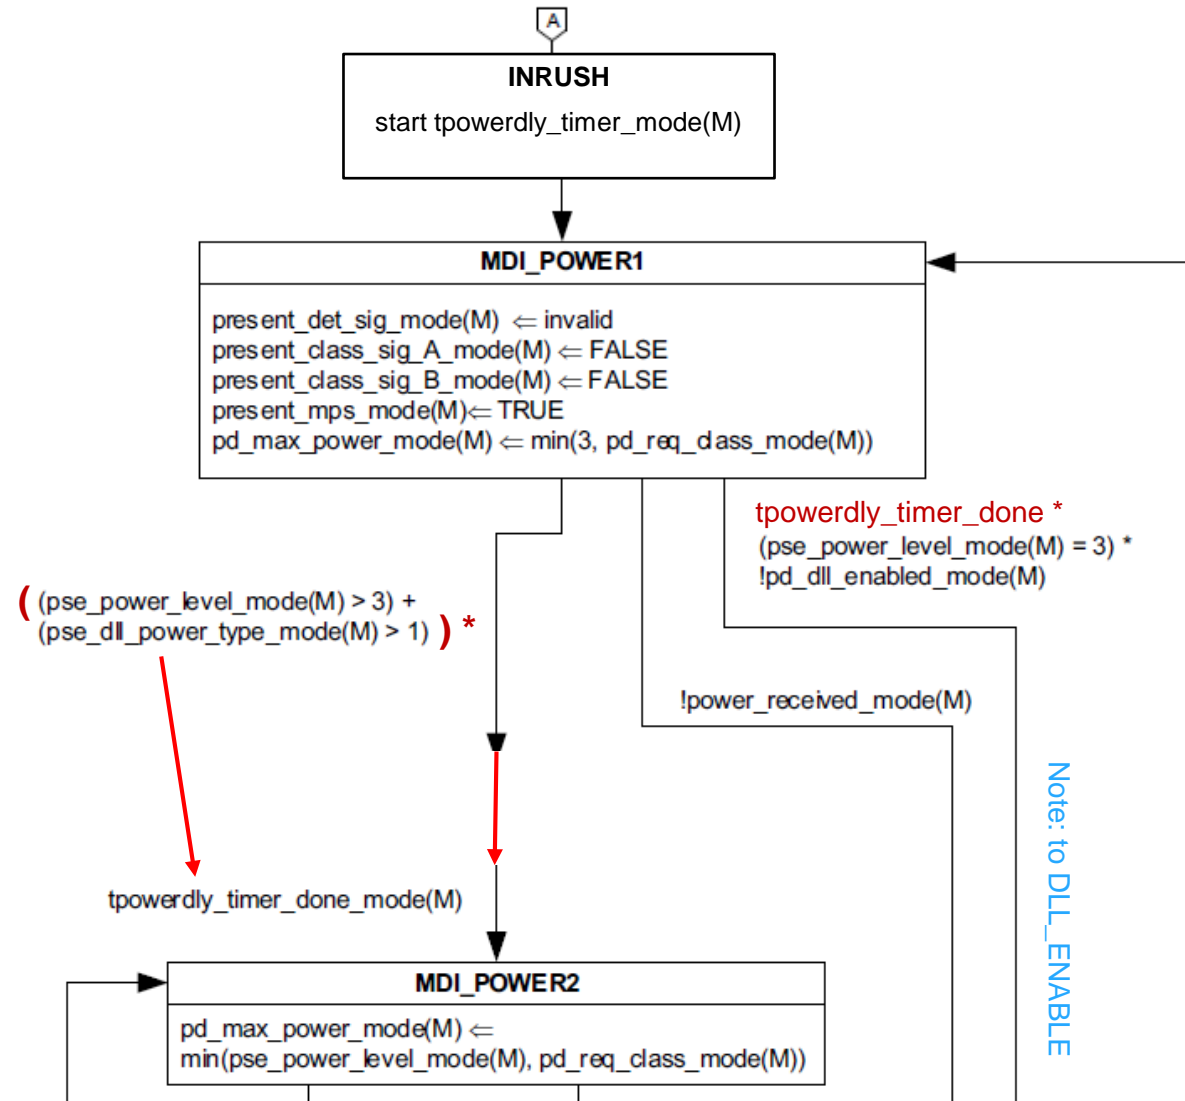 A
INRUSH
start tpowerdly_timer_mode(M)
MDI_POWER1
present_det_sig_mode(M) ⇐ invalid
present_class_sig_A_mode(M) ⇐ FALSE
present_class_sig_B_mode(M) ⇐ FALSE
present_mps_mode(M)⇐ TRUE
pd_max_power_mode(M) ⇐ min(3, pd_req_class_mode(M))
tpowerdly_timer_done *
(pse_power_level_mode(M) = 3) *
!pd_dll_enabled_mode(M)
( (pse_power_level_mode(M) > 3) +
(pse_dll_power_type_mode(M) > 1) ) *
!power_received_mode(M)
Note: to DLL_ENABLE
tpowerdly_timer_done_mode(M)
MDI_POWER2
pd_max_power_mode(M) ⇐
min(pse_power_level_mode(M), pd_req_class_mode(M))